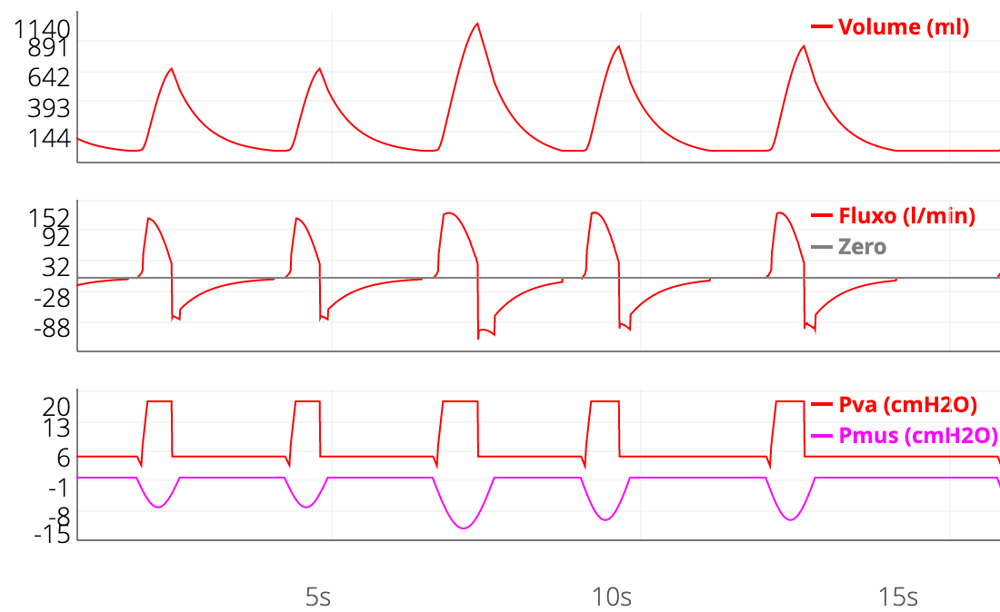 1140
891
642
393
144
Volume (ml)
152
92
32
-28
-88
Fluxo (l/min)
Zero
20
13
6
-1
-8
-15
Pva (cmH2O)
Pmus (cmH2O)
5s 10s 15s